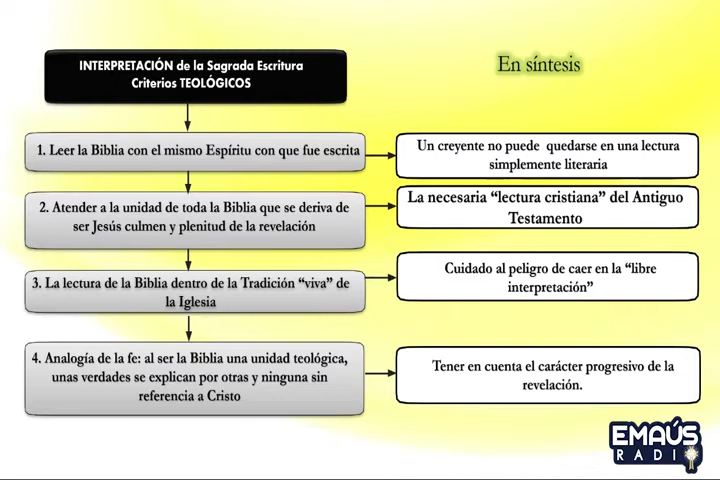 INTERPRETACIÓN de la Sagrada Escritura
Criterios TEOLÓGICOS
En síntesis
1. Leer la Biblia con el mismo Espíritu con que fue escrita
Un creyente no puede quedarse en una lectura
simplemente literaria
2. Atender a la unidad de toda la Biblia que se deriva de
ser Jesús culmen y plenitud de la revelación
La necesaria “lectura cristiana” del Antiguo
Testamento
3. La lectura de la Biblia dentro de la Tradición “viva” de
la Iglesia
Cuidado al peligro de caer en la “libre
interpretación”
4. Analogía de la fe: al ser la Biblia una unidad teológica,
unas verdades se explican por otras y ninguna sin
referencia a Cristo
Tener en cuenta el carácter progresivo de la
revelación.
EMAÚS
RADIO